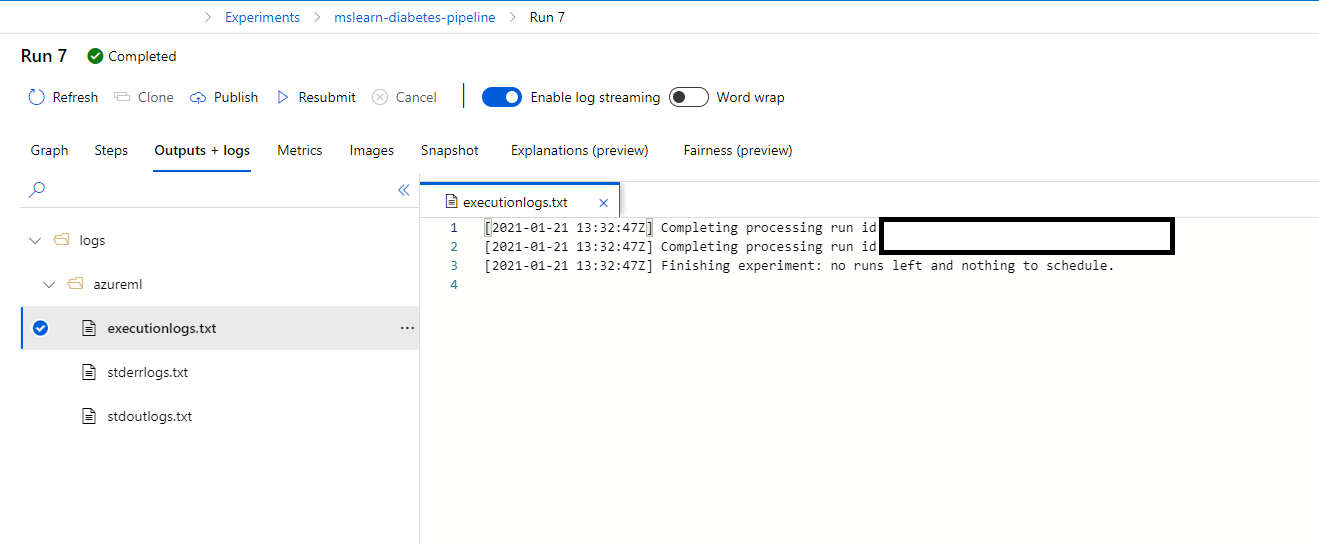 Experiments mslearn-diabetes-pipeline Run 7
Run 7 Completed
Refresh Clone Publish Resubmit Cancel Enable log streaming Word wrap
Graph Steps Outputs + logs Metrics Images Snapshot Explanations (preview) Fairness (preview)
logs
azureml
executionlogs.txt
stderrlogs.txt
stdoutlogs.txt
executionlogs.txt
1 [2021-01-21 13:32:47Z] Completing processing run id
2 [2021-01-21 13:32:47Z] Completing processing run id
3 [2021-01-21 13:32:47Z] Finishing experiment: no runs left and nothing to schedule.
4